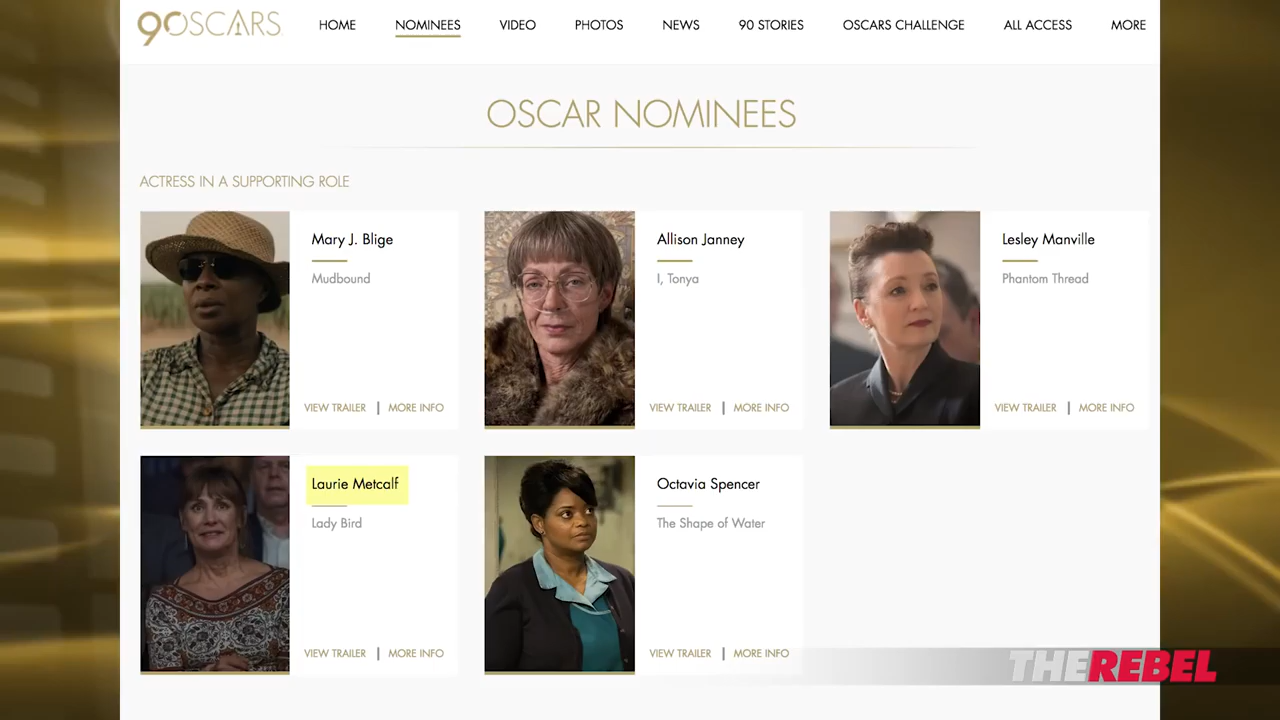 90OSCARS
HOME NOMINEES VIDEO PHOTOS NEWS 90 STORIES OSCARS CHALLENGE ALL ACCESS MORE
OSCAR NOMINEES
ACTRESS IN A SUPPORTING ROLE
Mary J. Blige
Mudbound
VIEW TRAILER | MORE INFO
Allison Janney
I, Tonya
VIEW TRAILER | MORE INFO
Lesley Manville
Phantom Thread
VIEW TRAILER | MORE INFO
Laurie Metcalf
Lady Bird
VIEW TRAILER | MORE INFO
Octavia Spencer
The Shape of Water
VIEW TRAILER | MORE INFO
THEREBEL